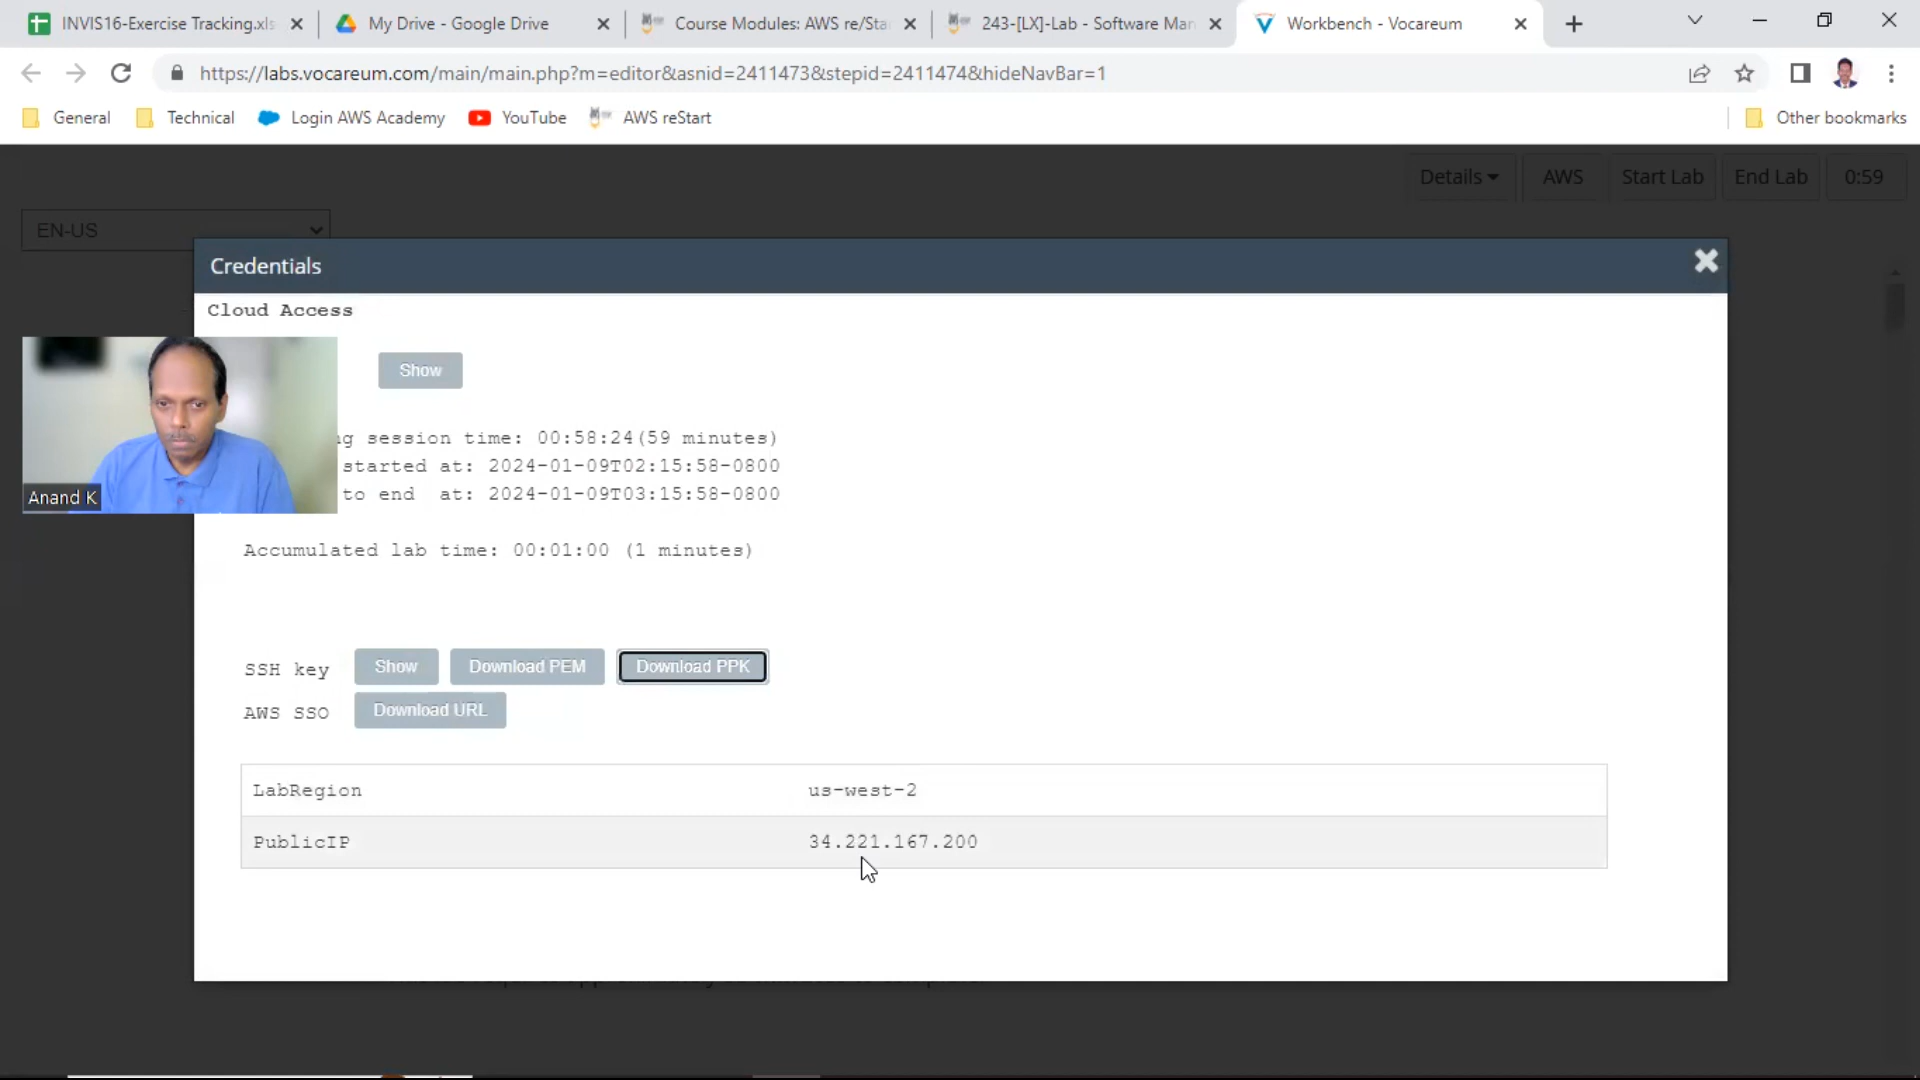 INVIS16-Exercise Tracking.xls
My Drive - Google Drive
Course Modules: AWS re/Sta
243-[LX]-Lab - Software Man
Workbench - Vocareum
https://labs.vocareum.com/main/main.php?m=editor&asnid=2411473&stepid=2411474&hideNavBar=1
General
Technical
Login AWS Academy
YouTube
AWS reStart
Other bookmarks
Details
AWS
Start Lab
End Lab
0:59
EN-US
Credentials
Cloud Access
Show
ng session time: 00:58:24(59 minutes)
started at: 2024-01-09T02:15:58-0800
to end at: 2024-01-09T03:15:58-0800
Anand K
Accumulated lab time: 00:01:00 (1 minutes)
SSH key Show Download PEM Download PPK
AWS SSO Download URL
LabRegion us-west-2
PublicIP 34.221.167.200